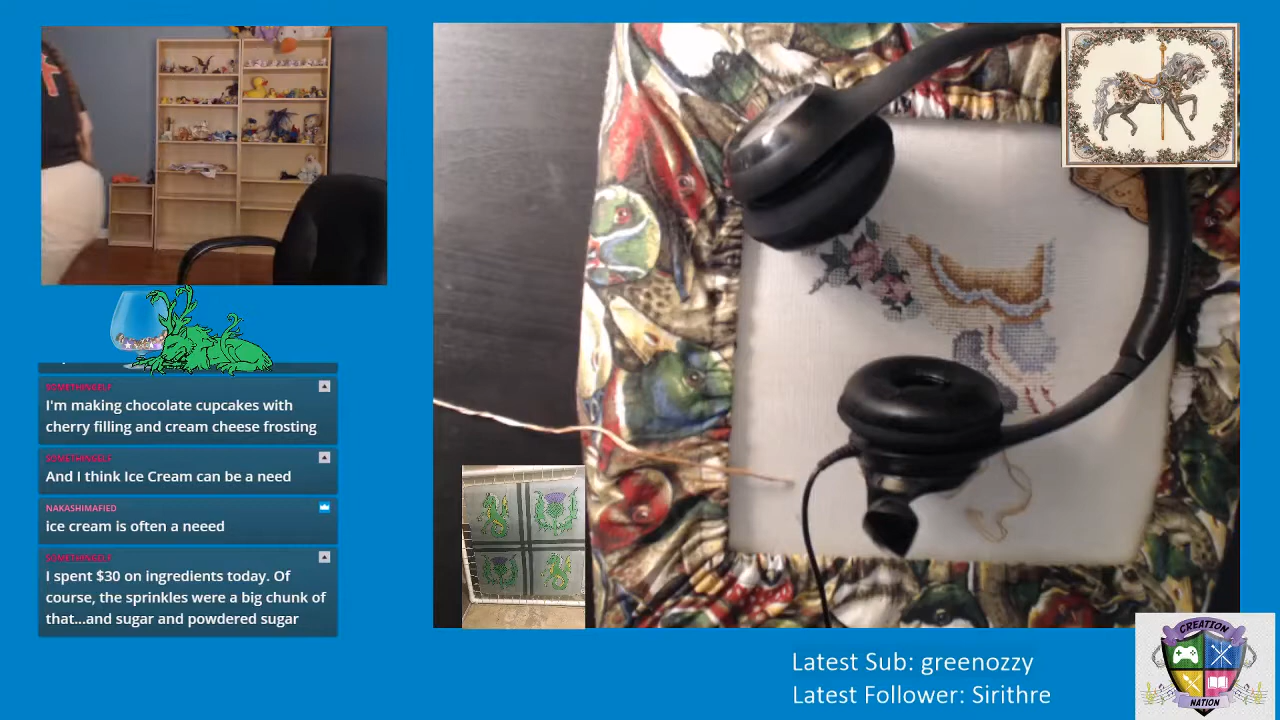 SOMETHINGELF
I'm making chocolate cupcakes with
cherry filling and cream cheese frosting
SOMETHINGELF
And I think Ice Cream can be a need
NAKASHIMAFIED
ice cream is often a neeed
SOMETHINGELF
I spent $30 on ingredients today. Of
course, the sprinkles were a big chunk of
that...and sugar and powdered sugar
Latest Sub: greenozzy
Latest Follower: Sirithre
CREATION
NATION